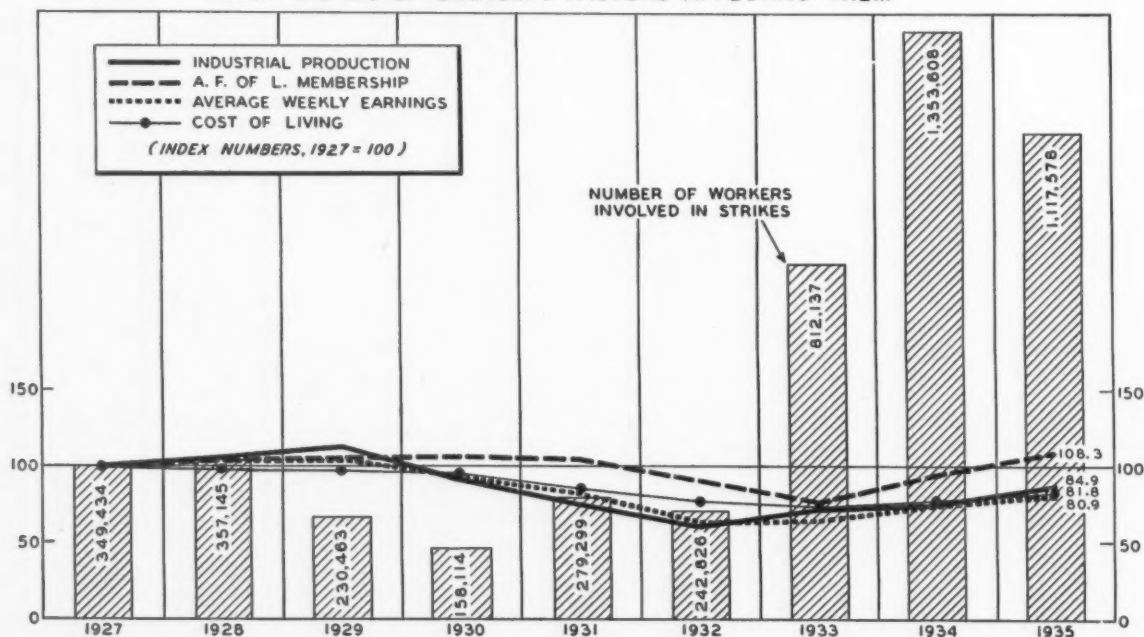 INDUSTRIAL PRODUCTION
A. F. OF L. MEMBERSHIP
AVERAGE WEEKLY EARNINGS
COST OF LIVING
(INDEX NUMBERS, 1927 = 100)
NUMBER OF WORKERS
INVOLVED IN STRIKES
349,434
357,145
230,463
158,114
279,299
242,826
812,137
1,353,608
1,117,578
150
100
50
0
150
100
50
0
108.3
84.9
81.8
80.9
1927 1928 1929 1930 1931 1932 1933 1934 1935